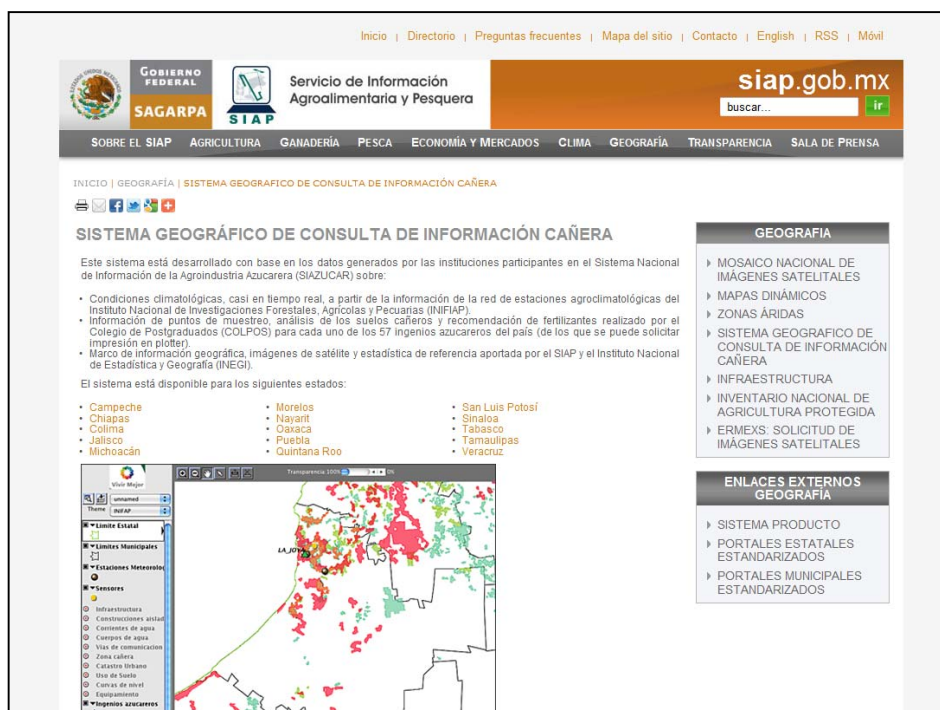 Inicio | Directorio | Preguntas frecuentes | Mapa del sitio | Contacto | English | RSS | Móvil
GOBIERNO
FEDERAL
SAGARPA
SIAP
Servicio de Información
Agroalimentaria y Pesquera
siap.gob.mx
buscar...
ir
SOBRE EL SIAP AGRICULTURA GANADERÍA PESCA ECONOMÍA Y MERCADOS CLIMA GEOGRAFÍA TRANSPARENCIA SALA DE PRENSA
INICIO | GEOGRAFÍA | SISTEMA GEOGRAFICO DE CONSULTA DE INFORMACIÓN CAÑERA
SISTEMA GEOGRÁFICO DE CONSULTA DE INFORMACIÓN CAÑERA
Este sistema está desarrollado con base en los datos generados por las instituciones participantes en el Sistema Nacional
de Información de la Agroindustria Azucarera (SIAZUCAR) sobre:
• Condiciones climatológicas, casi en tiempo real, a partir de la información de la red de estaciones agroclimatológicas del
Instituto Nacional de Investigaciones Forestales, Agrícolas y Pecuarias (INIFIAP).
• Información de puntos de muestreo, análisis de los suelos cañeros y recomendación de fertilizantes realizado por el
Colegio de Postgraduados (COLPOS) para cada uno de los 57 ingenios azucareros del país (de los que se puede solicitar
impresión en plotter).
• Marco de información geográfica, imágenes de satélite y estadística de referencia aportada por el SIAP y el Instituto Nacional
de Estadística y Geografía (INEGI).
El sistema está disponible para los siguientes estados:
• Campeche
• Chiapas
• Colima
• Jalisco
• Michoacán
• Morelos
• Nayarit
• Oaxaca
• Puebla
• Quintana Roo
• San Luis Potosí
• Sinaloa
• Tabasco
• Tamaulipas
• Veracruz
Vivir Mejor
unnamed
Theme INIFAP
Limite Estatal
Limites Municipales
Estaciones Meteorolog
Sensores
Infraestructura
Construcciones aislad
Corrientes de agua
Cuerpos de agua
Vias de comunicacion
Zona cañera
Catastro Urbano
Uso de Suelo
Curvas de nivel
Equipamiento
Ingenios azucareros
Transparencia 100% 0%
LA_JOYA
GEOGRAFIA
MOSAICO NACIONAL DE
IMÁGENES SATELITALES
MAPAS DINÁMICOS
ZONAS ÁRIDAS
SISTEMA GEOGRAFICO DE
CONSULTA DE INFORMACIÓN
CAÑERA
INFRAESTRUCTURA
INVENTARIO NACIONAL DE
AGRICULTURA PROTEGIDA
ERMEXS: SOLICITUD DE
IMÁGENES SATELITALES
ENLACES EXTERNOS
GEOGRAFÍA
SISTEMA PRODUCTO
PORTALES ESTATALES
ESTANDARIZADOS
PORTALES MUNICIPALES
ESTANDARIZADOS